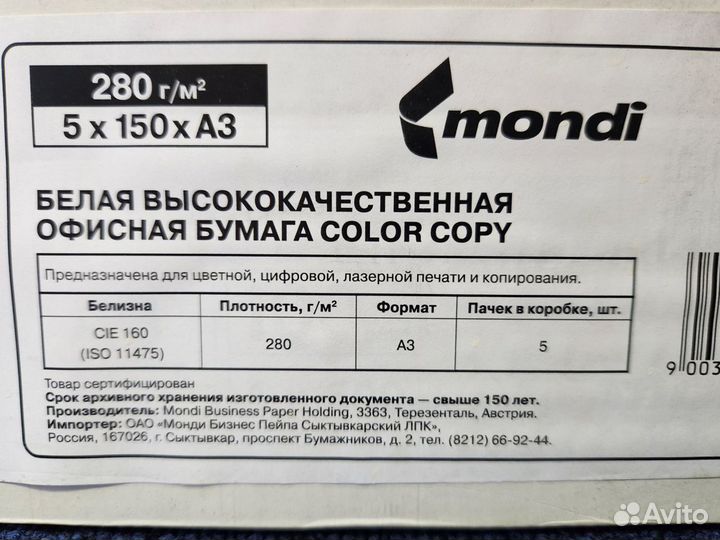 280 г/м²
5 x 150 x A3
mondi
БЕЛАЯ ВЫСОКОКАЧЕСТВЕННАЯ
ОФИСНАЯ БУМАГА COLOR COPY
Предназначена для цветной, цифровой, лазерной печати и копирования.
Белизна Плотность, г/м² Формат Пачек в коробке, шт.
CIE 160
(ISO 11475) 280 А3 5
9 003
Товар сертифицирован
Срок архивного хранения изготовленного документа — свыше 150 лет.
Производитель: Mondi Business Paper Holding, 3363, Терезенталь, Австрия.
Импортер: ОАО «Монди Бизнес Пейпа Сыктывкарский ЛПК»,
Россия, 167026, г. Сыктывкар, проспект Бумажников, д. 2, тел. (8212) 66-92-44.
Avito